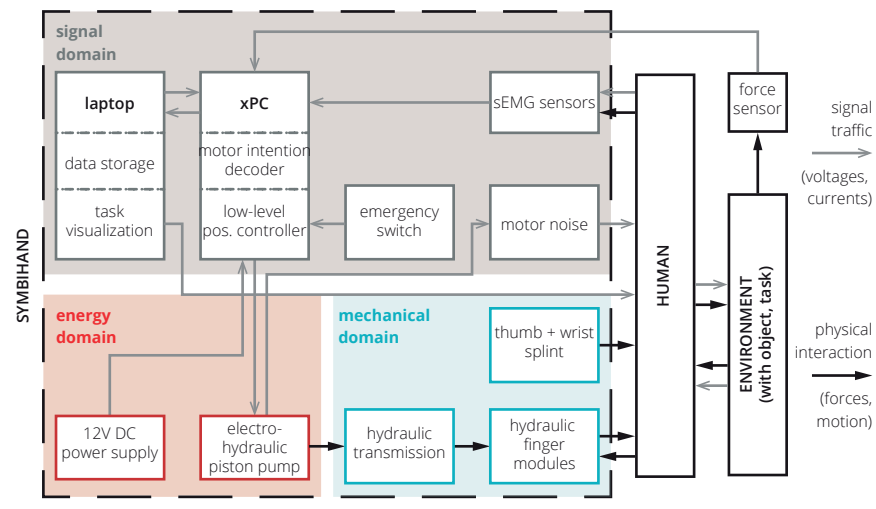 signal
domain
laptop
data storage
task
visualization
xPC
motor intention
decoder
low-level
pos. controller
sEMG sensors
emergency
switch
motor noise
SYMBIHAND
energy
domain
12V DC
power supply
electro-
hydraulic
piston pump
mechanical
domain
thumb + wrist
splint
hydraulic
transmission
hydraulic
finger
modules
HUMAN
force
sensor
ENVIRONMENT
(with object, task)
signal
traffic
(voltages,
currents)
physical
interaction
(forces,
motion)